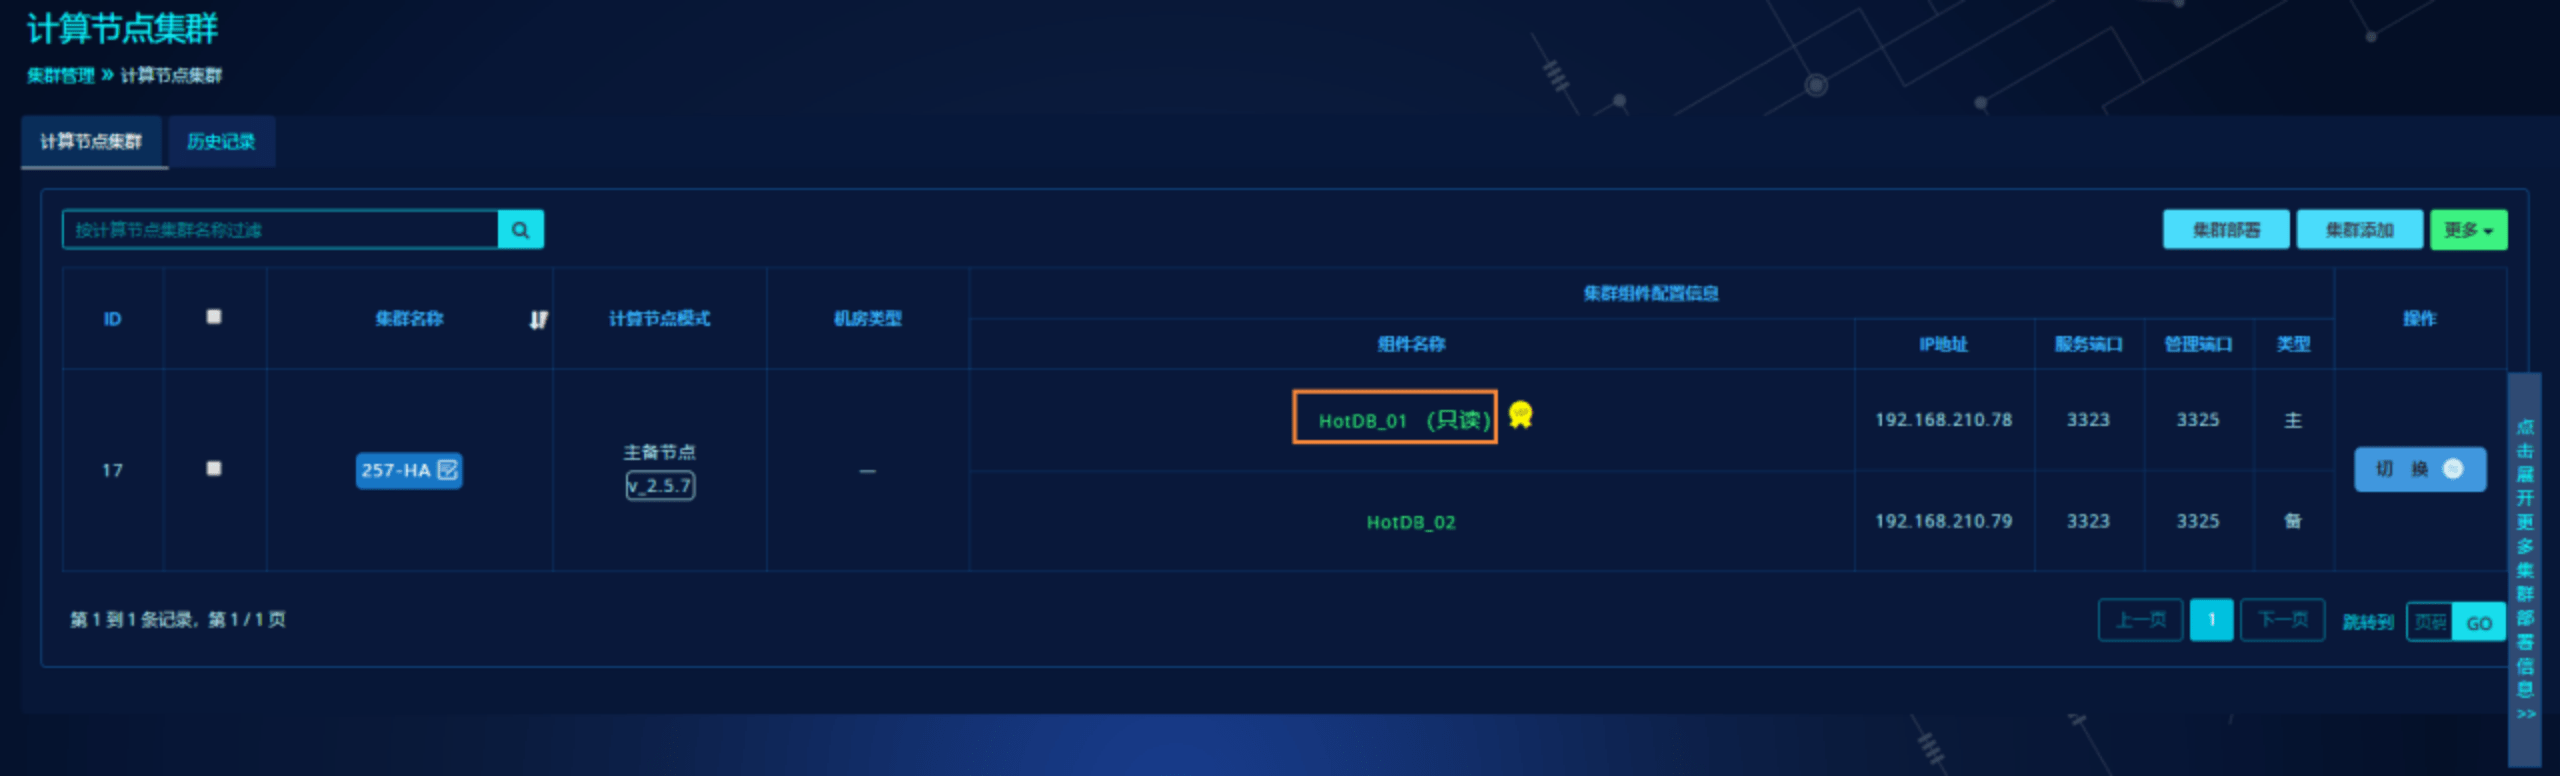 计算节点集群
集群管理 » 计算节点集群
计算节点集群 历史记录
按计算节点集群名称过滤
集群部署 集群添加 更多
ID 集群名称 计算节点模式 机房类型 集群组件配置信息 操作
组件名称 IP地址 服务端口 管理端口 类型
17 257-HA 主备节点 v_2.5.7 — 切 换
HotDB_01 (只读) 192.168.210.78 3323 3325 主
HotDB_02 192.168.210.79 3323 3325 备
第 1 到 1 条记录，第 1 / 1 页
上一页 1 下一页 跳转到 页码 GO
点击展开更多集群部署信息 >>